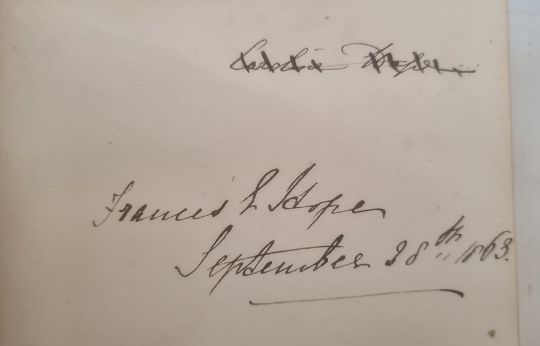 Frances E Hope
September 28th 1863.